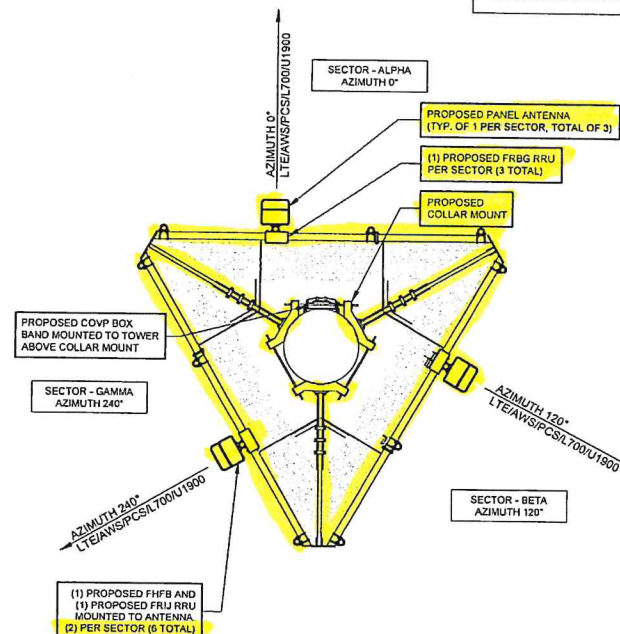 SECTOR - ALPHA
AZIMUTH 0°
AZIMUTH 0°
LTE/AWS/PCS/L700/U1900
PROPOSED PANEL ANTENNA
(TYP. OF 1 PER SECTOR, TOTAL OF 3)
(1) PROPOSED FRBG RRU
PER SECTOR (3 TOTAL)
PROPOSED
COLLAR MOUNT
PROPOSED COVP BOX
BAND MOUNTED TO TOWER
ABOVE COLLAR MOUNT
SECTOR - GAMMA
AZIMUTH 240°
AZIMUTH 120°
LTE/AWS/PCS/L700/U1900
AZIMUTH 240°
LTE/AWS/PCS/L700/U1900
SECTOR - BETA
AZIMUTH 120°
(1) PROPOSED FHFB AND
(1) PROPOSED FRIJ RRU
MOUNTED TO ANTENNA.
(2) PER SECTOR (6 TOTAL)